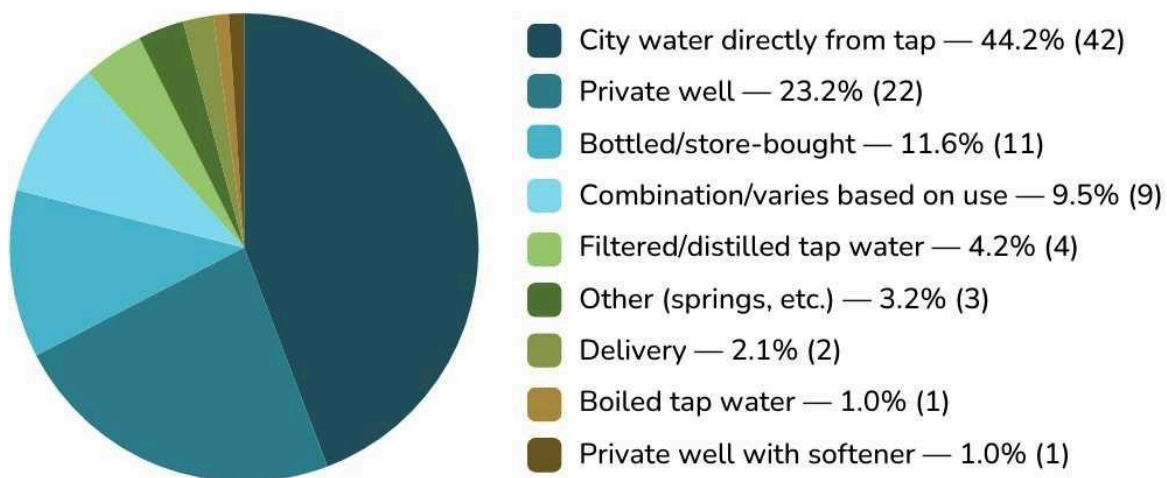 City water directly from tap — 44.2% (42)
Private well — 23.2% (22)
Bottled/store-bought — 11.6% (11)
Combination/varies based on use — 9.5% (9)
Filtered/distilled tap water — 4.2% (4)
Other (springs, etc.) — 3.2% (3)
Delivery — 2.1% (2)
Boiled tap water — 1.0% (1)
Private well with softener — 1.0% (1)